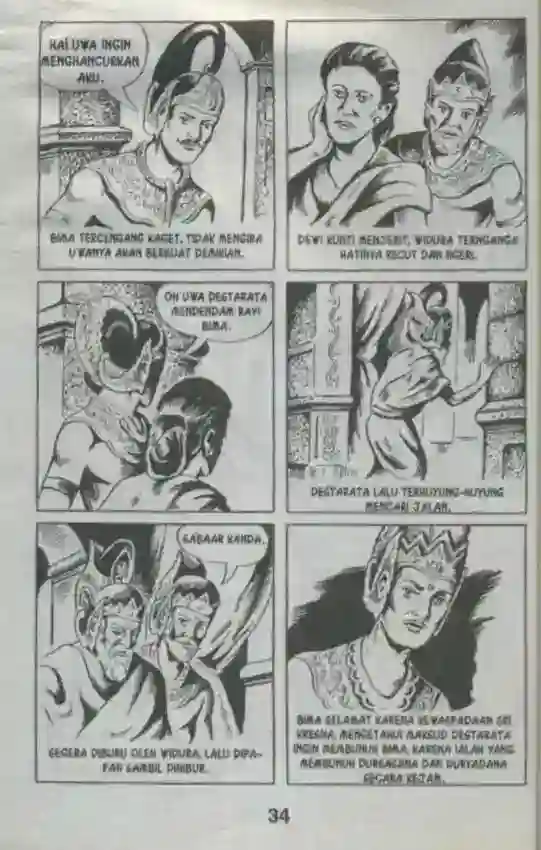 HAI UWA INGIN
MENGHANCURKAN
AKU.
BIMA TERCENGANG KAGET, TIDAK MENGIRA
UWANYA AKAN BERBUAT DEMIKIAN.
DEWI KUNTI MENJERIT, WIDURA TERNGANGA
HATINYA KECUT DAN NGERI.
OH UWA DESTARATA
MENDENDAM RAYI
BIMA.
DESTARATA LALU TERHUYUNG-HUYUNG
MENCARI JALAN.
SABAAR KANDA.
SEGERA DIBURU OLEH WIDURA, LALU DIPA-
PAH SAMBIL DIHIBUR.
BIMA SELAMAT KARENA KEWASPADAAN SRI
KRESNA, MENGETAHUI MAKSUD DESTARATA
INGIN MEMBUNUH BIMA, KARENA IALAH YANG
MEMBUNUH DURSASANA DAN DURYADANA
SECARA KEJAM.
34